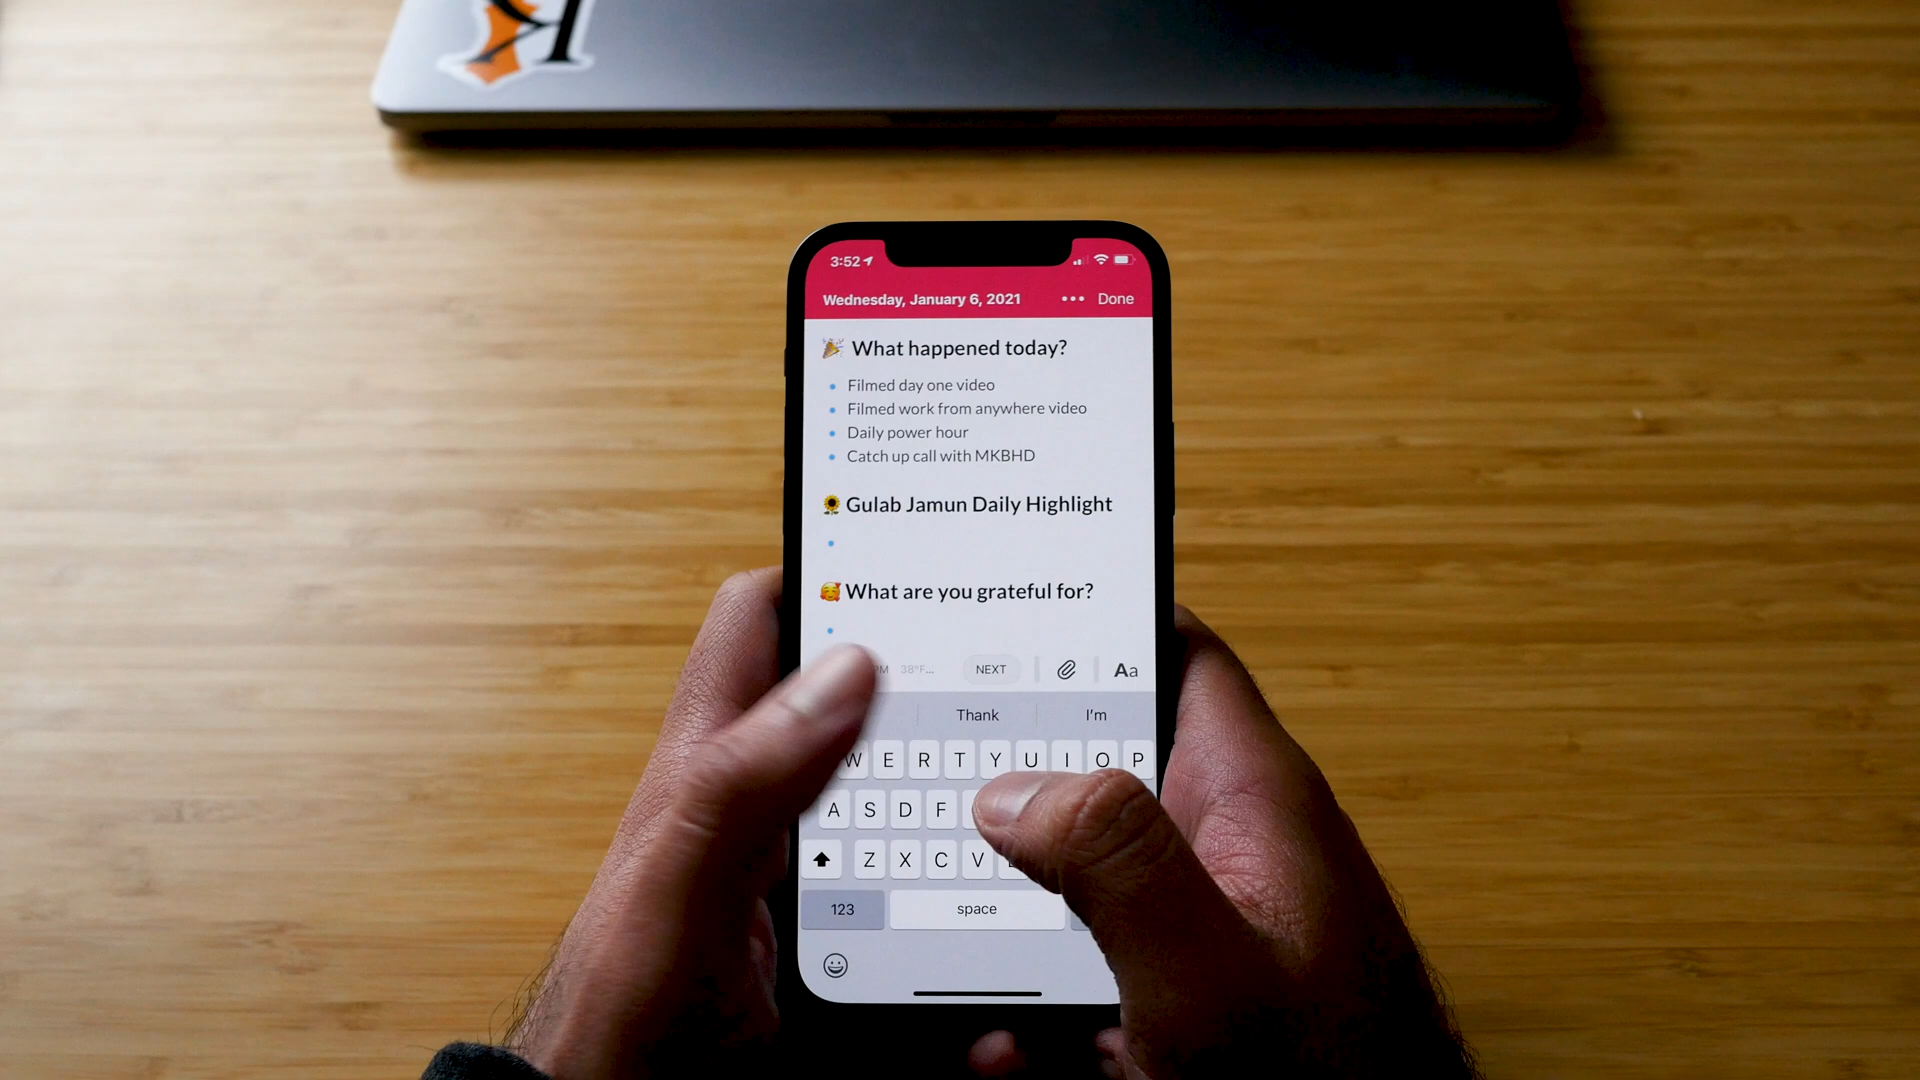 3:52
Wednesday, January 6, 2021 ••• Done
🎉 What happened today?
• Filmed day one video
• Filmed work from anywhere video
• Daily power hour
• Catch up call with MKBHD
🌻 Gulab Jamun Daily Highlight
•
🥰 What are you grateful for?
•
PM 38°F... NEXT Aa
Thank I'm
W E R T Y U I O P
A S D F
Z X C V
123 space